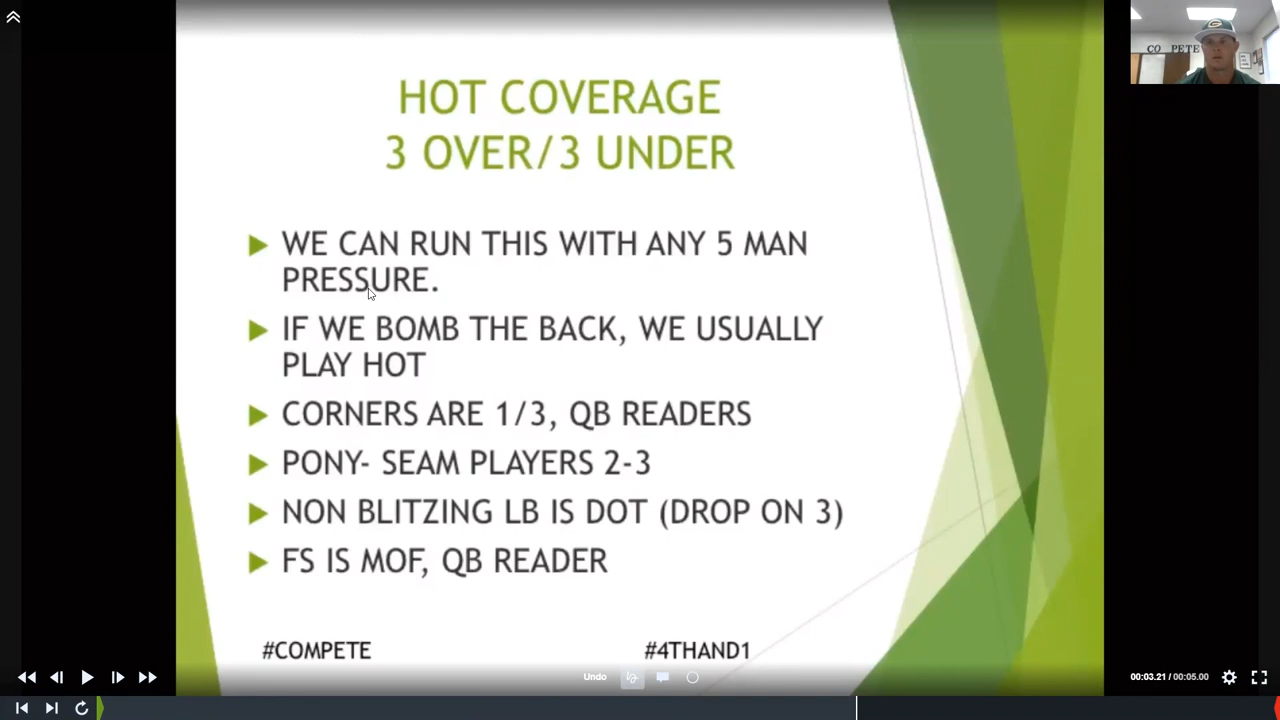 HOT COVERAGE
3 OVER/3 UNDER
WE CAN RUN THIS WITH ANY 5 MAN
PRESSURE.
IF WE BOMB THE BACK, WE USUALLY
PLAY HOT
CORNERS ARE 1/3, QB READERS
PONY- SEAM PLAYERS 2-3
NON BLITZING LB IS DOT (DROP ON 3)
FS IS MOF, QB READER
#COMPETE
#4THAND1
CO PETE
G
Undo
00:03.21 / 00:05.00